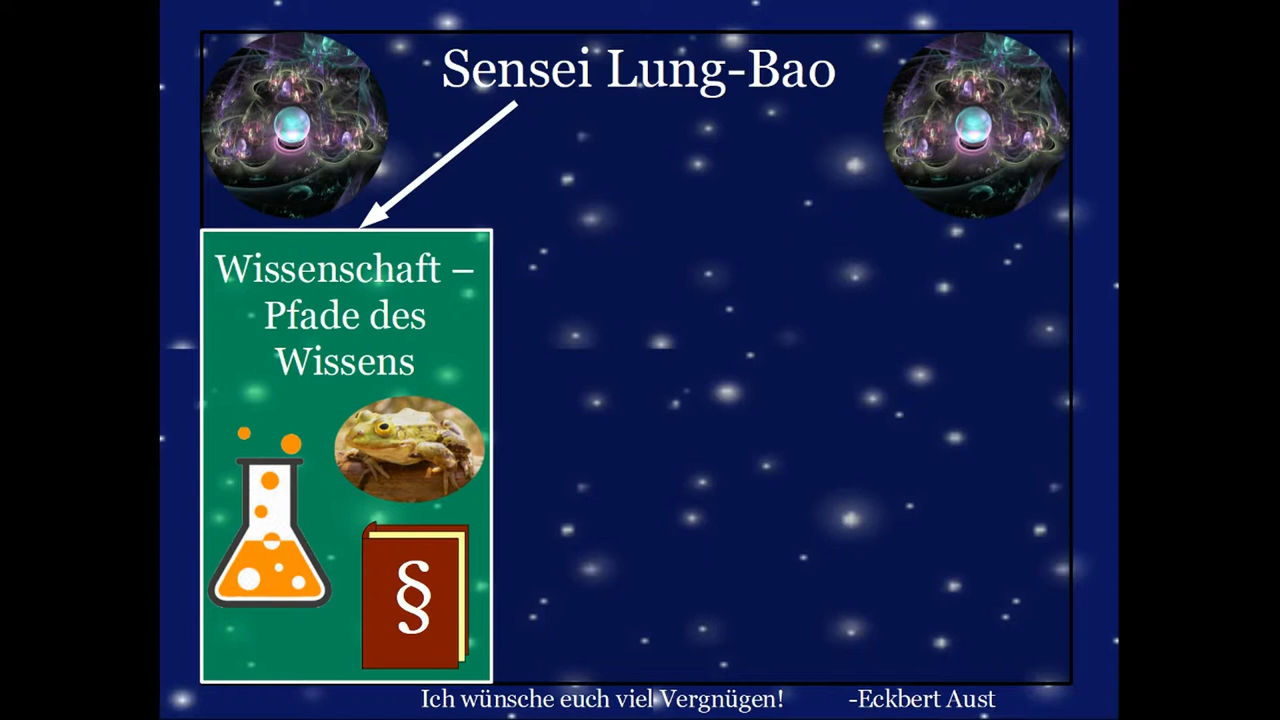 Sensei Lung-Bao
Wissenschaft –
Pfade des
Wissens
§
Ich wünsche euch viel Vergnügen! -Eckbert Aust